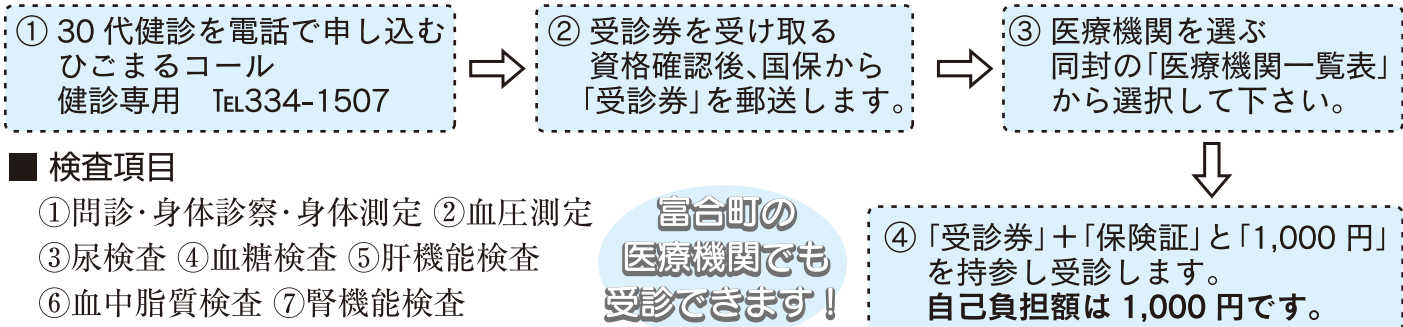 ① 30 代健診を電話で申し込む
ひごまるコール
健診専用 ℡334-1507
② 受診券を受け取る
資格確認後、国保から
「受診券」を郵送します。
③ 医療機関を選ぶ
同封の「医療機関一覧表」
から選択して下さい。
④ 「受診券」＋「保険証」と「1,000 円」
を持参し受診します。
自己負担額は 1,000 円です。
■ 検査項目
①問診・身体診察・身体測定 ②血圧測定
③尿検査 ④血糖検査 ⑤肝機能検査
⑥血中脂質検査 ⑦腎機能検査
富合町の
医療機関でも
受診できます！